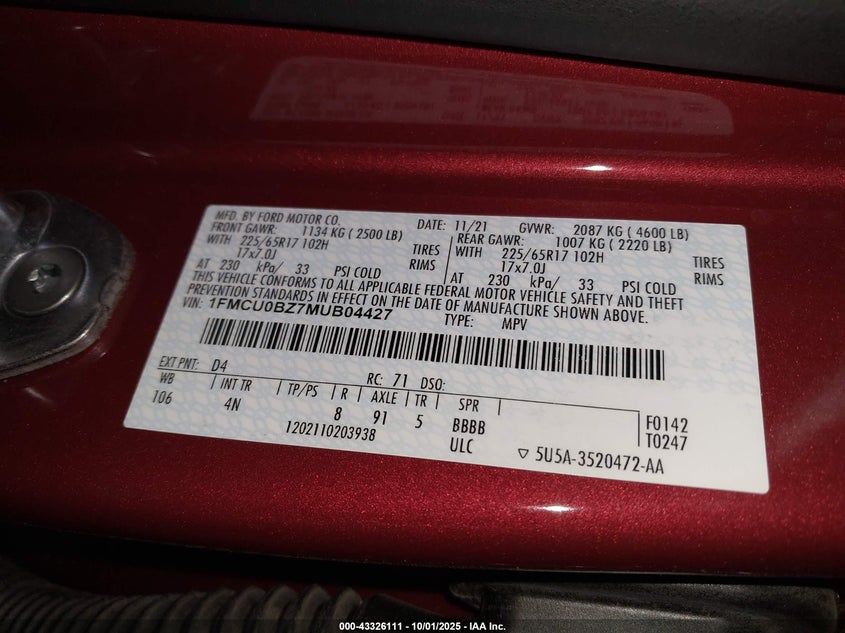 MFD. BY FORD MOTOR CO. DATE: 11/21 GVWR: 2087 KG ( 4600 LB)
FRONT GAWR: 1134 KG ( 2500 LB) REAR GAWR: 1007 KG ( 2220 LB)
WITH 225/65R17 102H TIRES WITH 225/65R17 102H TIRES
17x7.0J RIMS 17x7.0J RIMS
AT 230 kPa/ 33 PSI COLD AT 230 kPa/ 33 PSI COLD
THIS VEHICLE CONFORMS TO ALL APPLICABLE FEDERAL MOTOR VEHICLE SAFETY AND THEFT
PREVENTION STANDARDS IN EFFECT ON THE DATE OF MANUFACTURE SHOWN ABOVE.
VIN: 1FMCU0BZ7MUB04427 TYPE: MPV
EXT PNT: D4 RC: 71 DSO:
WB INT TR TP/PS R AXLE TR SPR
106 4N 8 91 5 BBBB F0142
1202110203938 ULC T0247
▽ 5U5A-3520472-AA
000-43326111 - 10/01/2025 - IAA Inc.